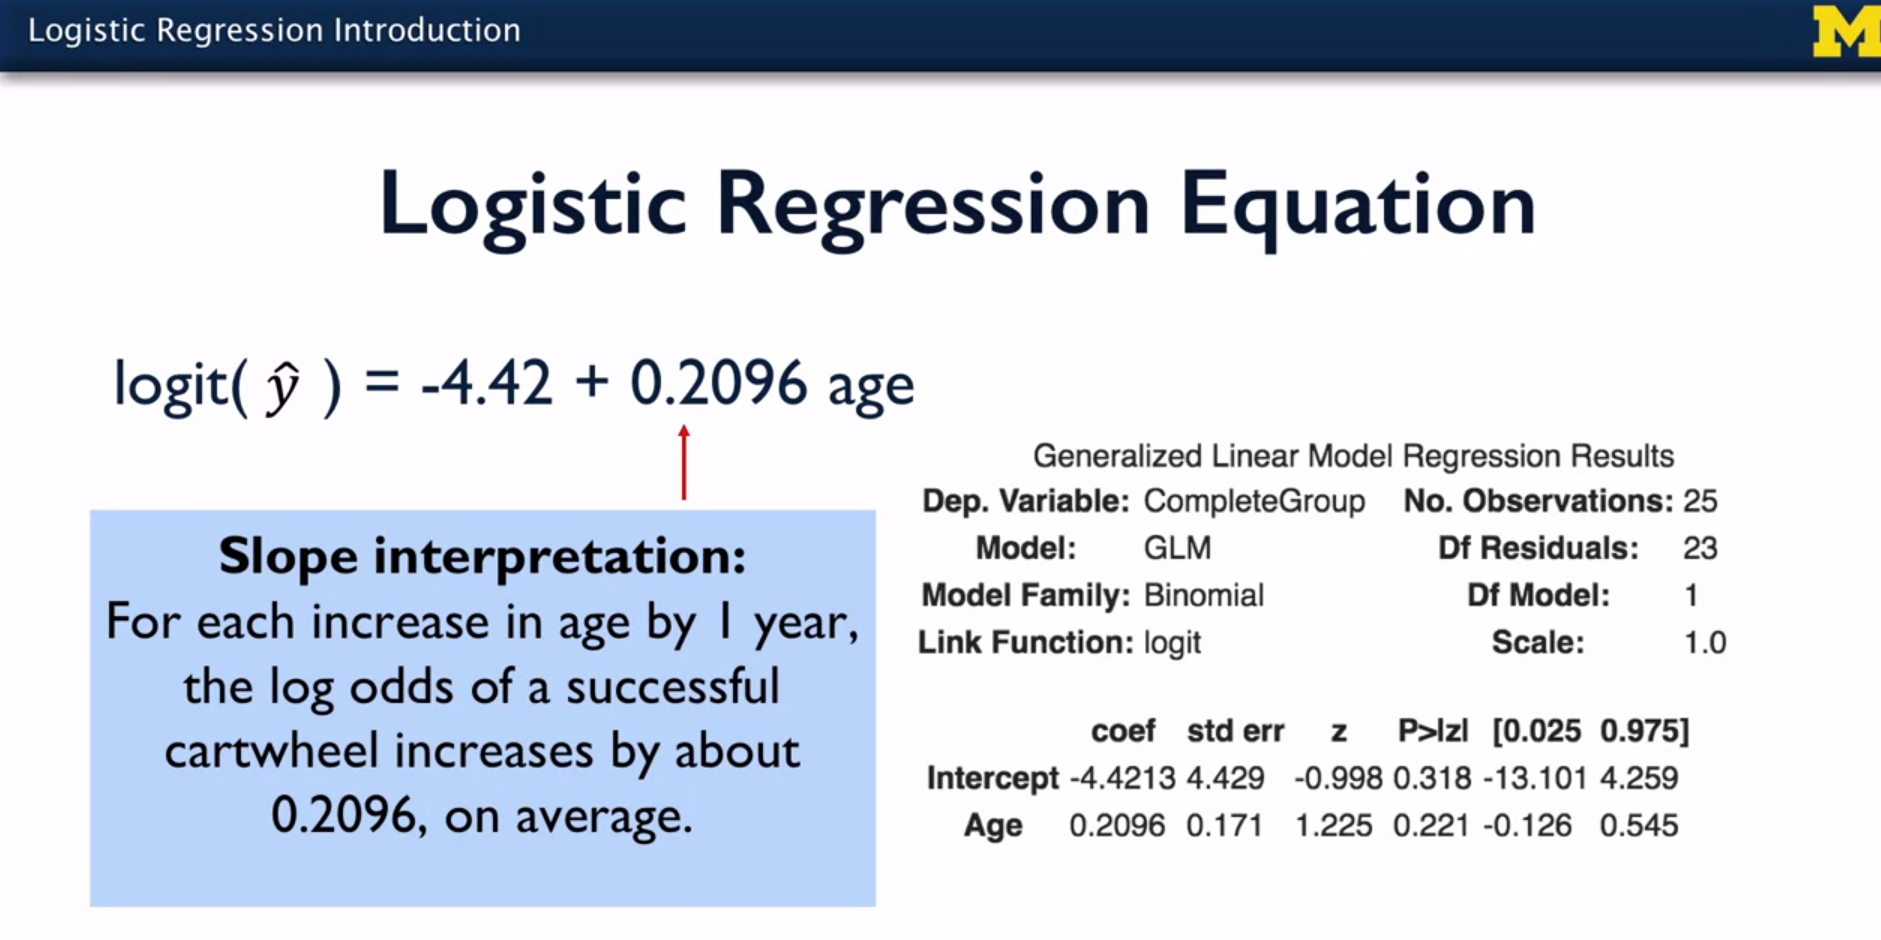 Logistic Regression Introduction
M
Logistic Regression Equation
logit( ŷ ) = -4.42 + 0.2096 age
Slope interpretation:
For each increase in age by 1 year,
the log odds of a successful
cartwheel increases by about
0.2096, on average.
Generalized Linear Model Regression Results
Dep. Variable: CompleteGroup No. Observations: 25
Model: GLM Df Residuals: 23
Model Family: Binomial Df Model: 1
Link Function: logit Scale: 1.0
coef std err z P>|z| [0.025 0.975]
Intercept -4.4213 4.429 -0.998 0.318 -13.101 4.259
Age 0.2096 0.171 1.225 0.221 -0.126 0.545